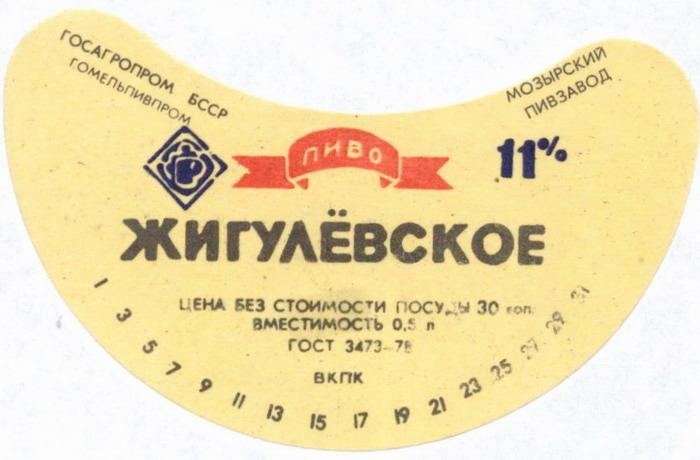 ГОСАГРОПРОМ БССР
ГОМЕЛЬПИВПРОМ
МОЗЫРСКИЙ
ПИВЗАВОД
ПИВО
11%
ЖИГУЛЁВСКОЕ
ЦЕНА БЕЗ СТОИМОСТИ ПОСУДЫ 30 коп.
ВМЕСТИМОСТЬ 0,5 л
ГОСТ 3473-78
ВКПК
1 3 5 7 9 11 13 15 17 19 21 23 25 27 29 31